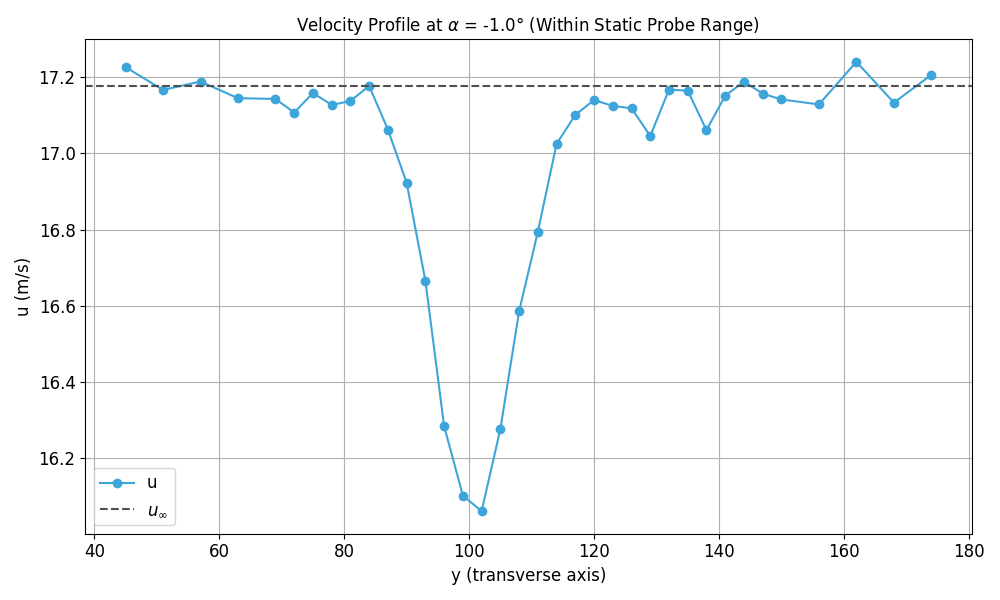 Velocity Profile at α = -1.0° (Within Static Probe Range)
u (m/s)
17.2
17.0
16.8
16.6
16.4
16.2
u
u∞
40 60 80 100 120 140 160 180
y (transverse axis)